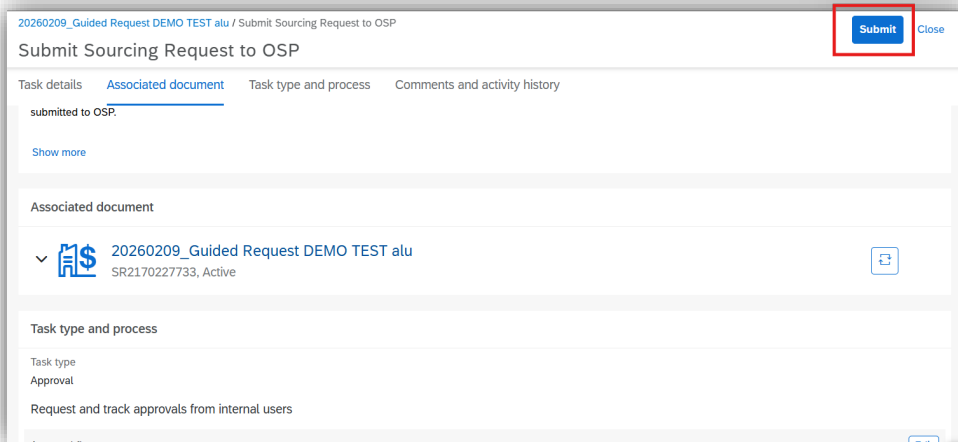 20260209_Guided Request DEMO TEST alu / Submit Sourcing Request to OSP
Submit Sourcing Request to OSP
Submit
Close
Task details
Associated document
Task type and process
Comments and activity history
submitted to OSP.
Show more
Associated document
20260209_Guided Request DEMO TEST alu
SR2170227733, Active
Task type and process
Task type
Approval
Request and track approvals from internal users